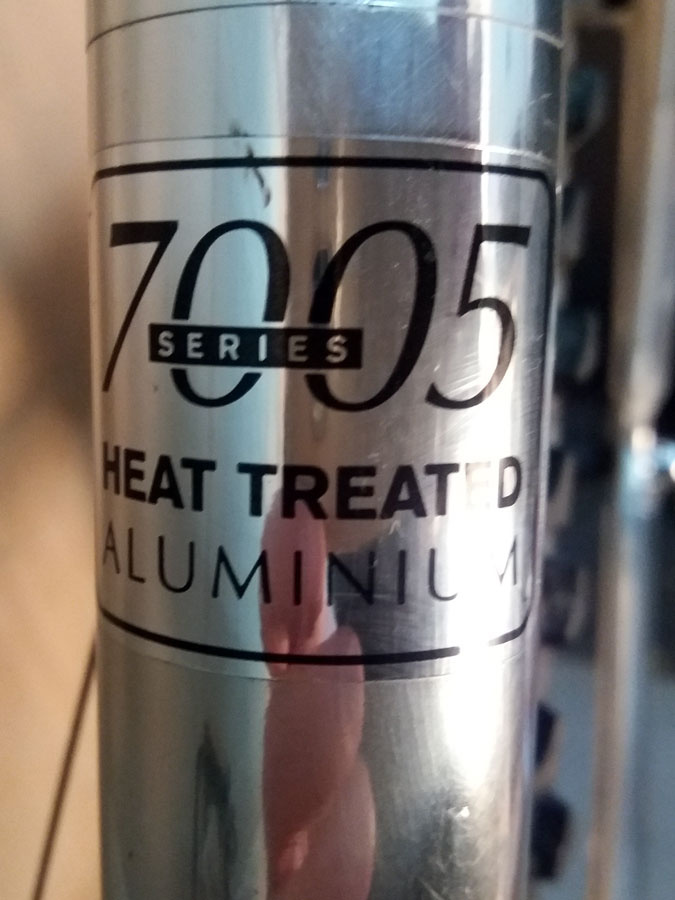 7005
SERIES
HEAT TREATED
ALUMINIUM